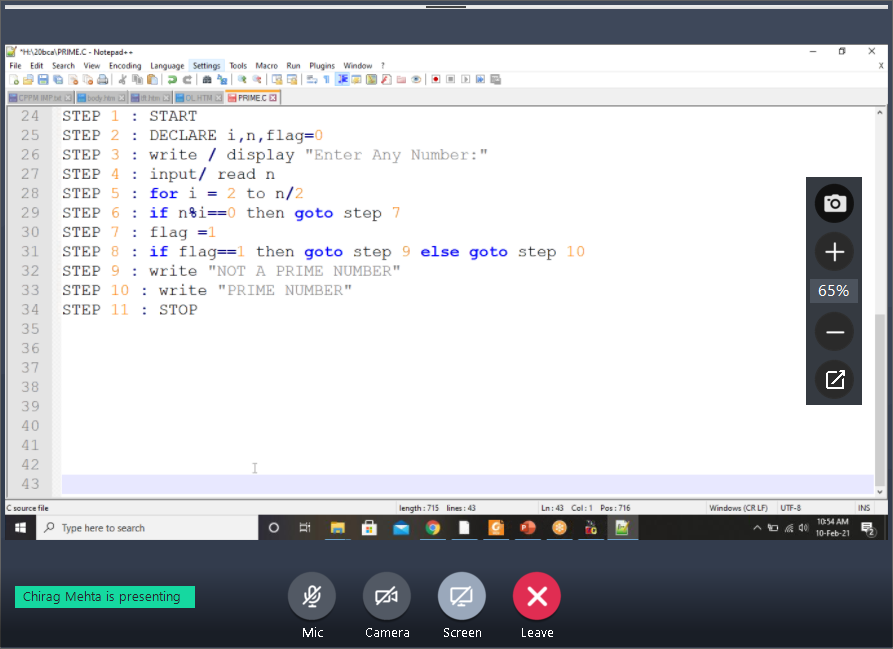 *H:\20bca\PRIME.C - Notepad++
File Edit Search View Encoding Language Settings Tools Macro Run Plugins Window ?
X
CPPM IMP.txt body.htm lift.htm OL.HTM PRIME.C
24 STEP 1 : START
25 STEP 2 : DECLARE i,n,flag=0
26 STEP 3 : write / display "Enter Any Number:"
27 STEP 4 : input/ read n
28 STEP 5 : for i = 2 to n/2
29 STEP 6 : if n%i==0 then goto step 7
30 STEP 7 : flag =1
31 STEP 8 : if flag==1 then goto step 9 else goto step 10
32 STEP 9 : write "NOT A PRIME NUMBER"
33 STEP 10 : write "PRIME NUMBER"
34 STEP 11 : STOP
35
36
37
38
39
40
41
42
43
65%
C source file length : 715 lines : 43 Ln : 43 Col : 1 Pos : 716 Windows (CR LF) UTF-8 INS
Type here to search
10:54 AM
10-Feb-21
2
Chirag Mehta is presenting
Mic Camera Screen Leave